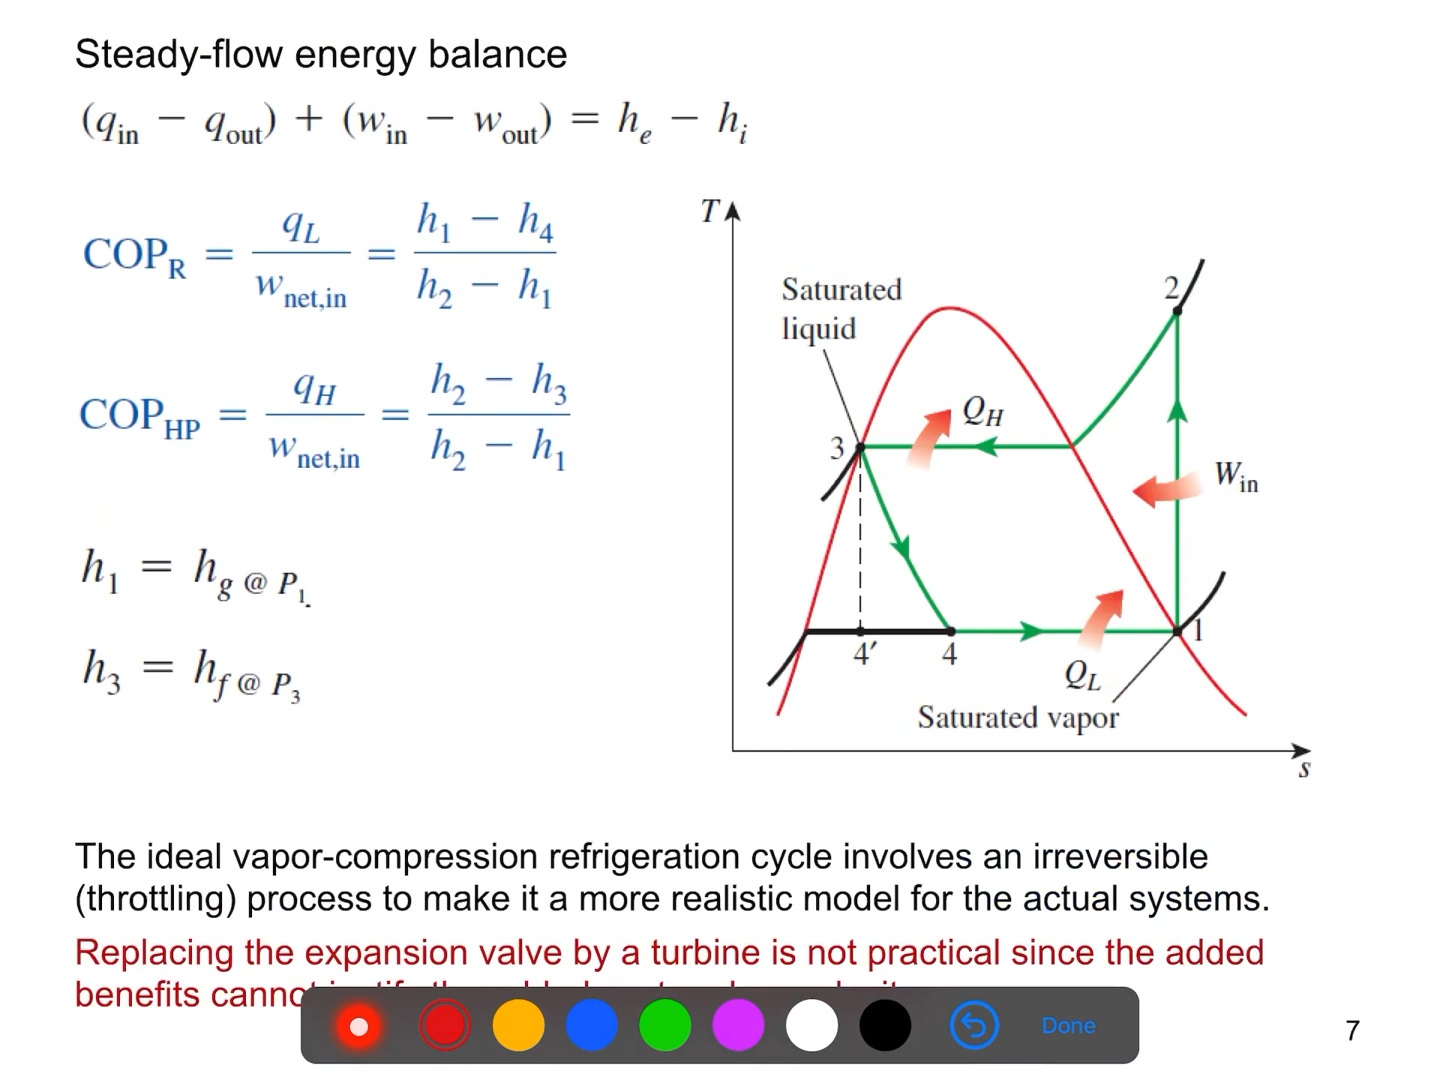 Steady-flow energy balance
(q_in − q_out) + (w_in − w_out) = h_e − h_i
COP_R = q_L / w_net,in = (h_1 − h_4) / (h_2 − h_1)
COP_HP = q_H / w_net,in = (h_2 − h_3) / (h_2 − h_1)
h_1 = h_g @ P_1.
h_3 = h_f @ P_3
T
Saturated
liquid
2
Q_H
3
W_in
4′
4
1
Q_L
Saturated vapor
s
The ideal vapor-compression refrigeration cycle involves an irreversible
(throttling) process to make it a more realistic model for the actual systems.
Replacing the expansion valve by a turbine is not practical since the added
benefits
Done
7